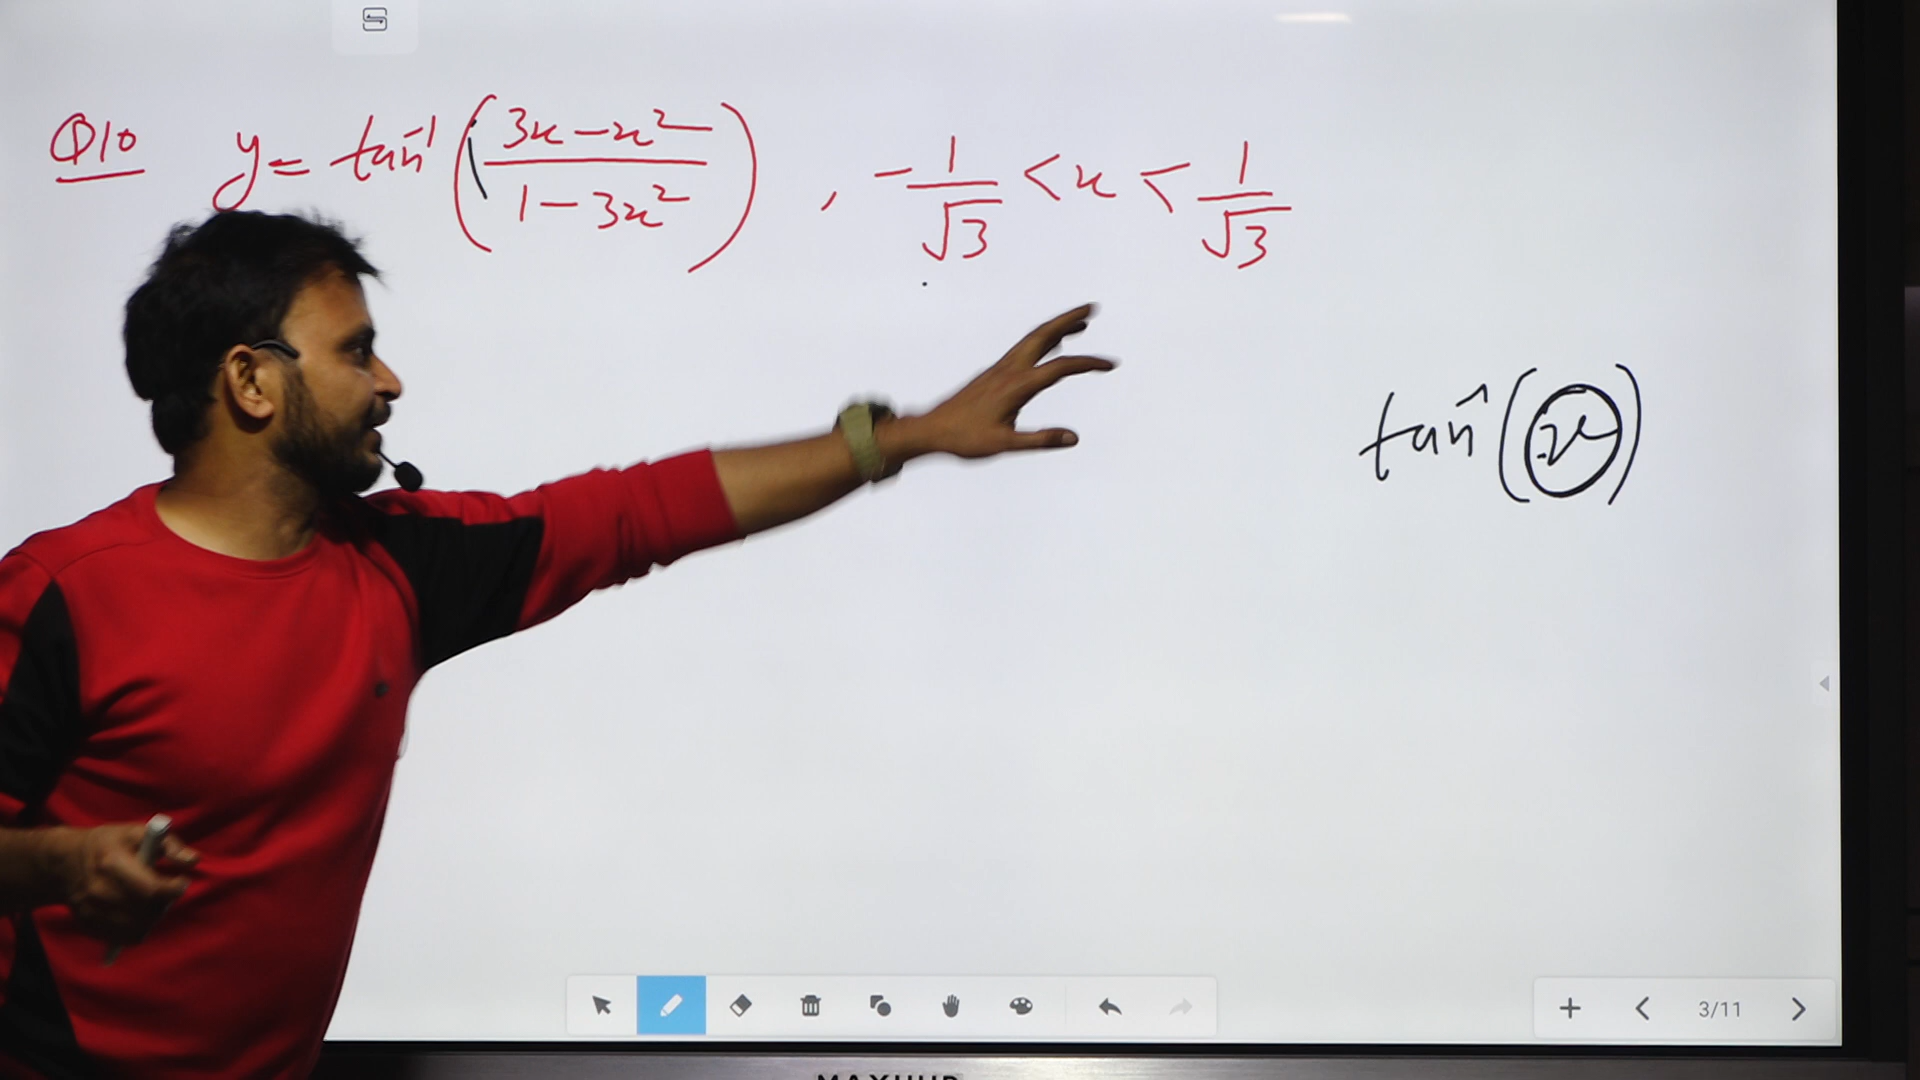 Q10 y = tan⁻¹ ( (3x - x²) / (1 - 3x²) ) , -1/√3 < x < 1/√3
tan⁻¹ (x)
3/11